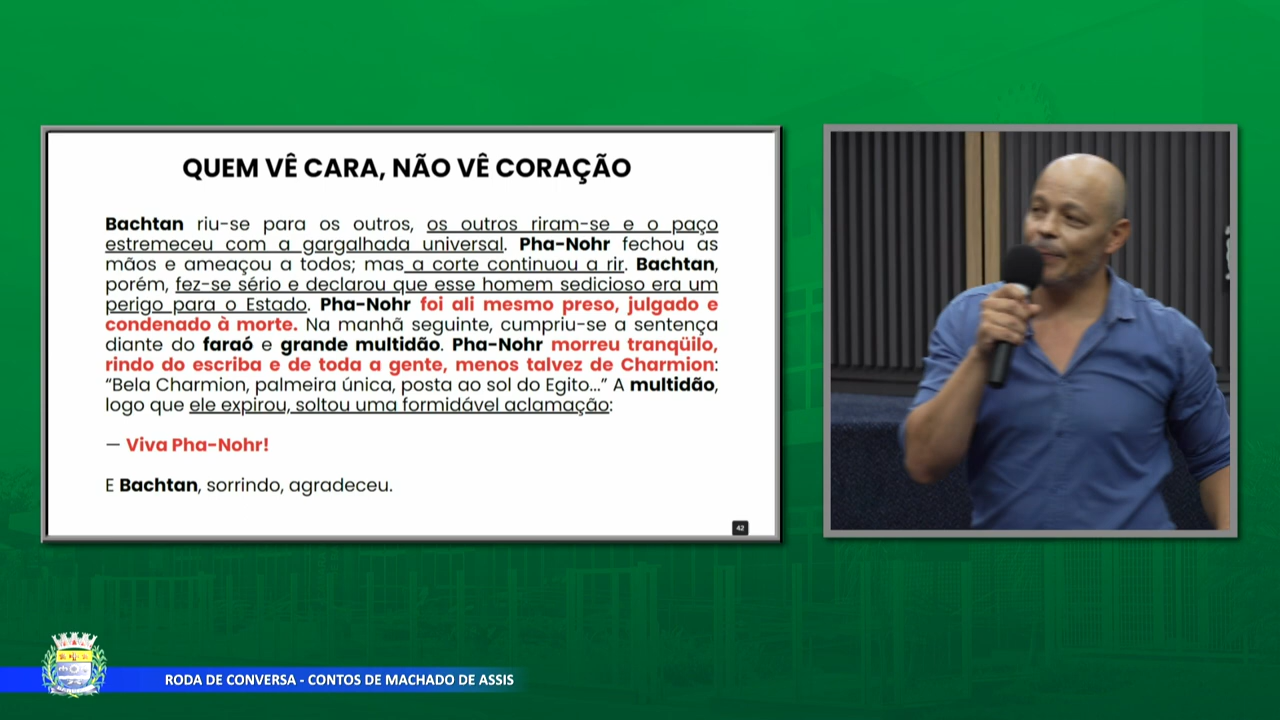 QUEM VÊ CARA, NÃO VÊ CORAÇÃO
Bachtan riu-se para os outros, os outros riram-se e o paço
estremeceu com a gargalhada universal. Pha-Nohr fechou as
mãos e ameaçou a todos; mas a corte continuou a rir. Bachtan,
porém, fez-se sério e declarou que esse homem sedicioso era um
perigo para o Estado. Pha-Nohr foi ali mesmo preso, julgado e
condenado à morte. Na manhã seguinte, cumpriu-se a sentença
diante do faraó e grande multidão. Pha-Nohr morreu tranqüilo,
rindo do escriba e de toda a gente, menos talvez de Charmion:
“Bela Charmion, palmeira única, posta ao sol do Egito...” A multidão,
logo que ele expirou, soltou uma formidável aclamação:
— Viva Pha-Nohr!
E Bachtan, sorrindo, agradeceu.
42
RODA DE CONVERSA - CONTOS DE MACHADO DE ASSIS